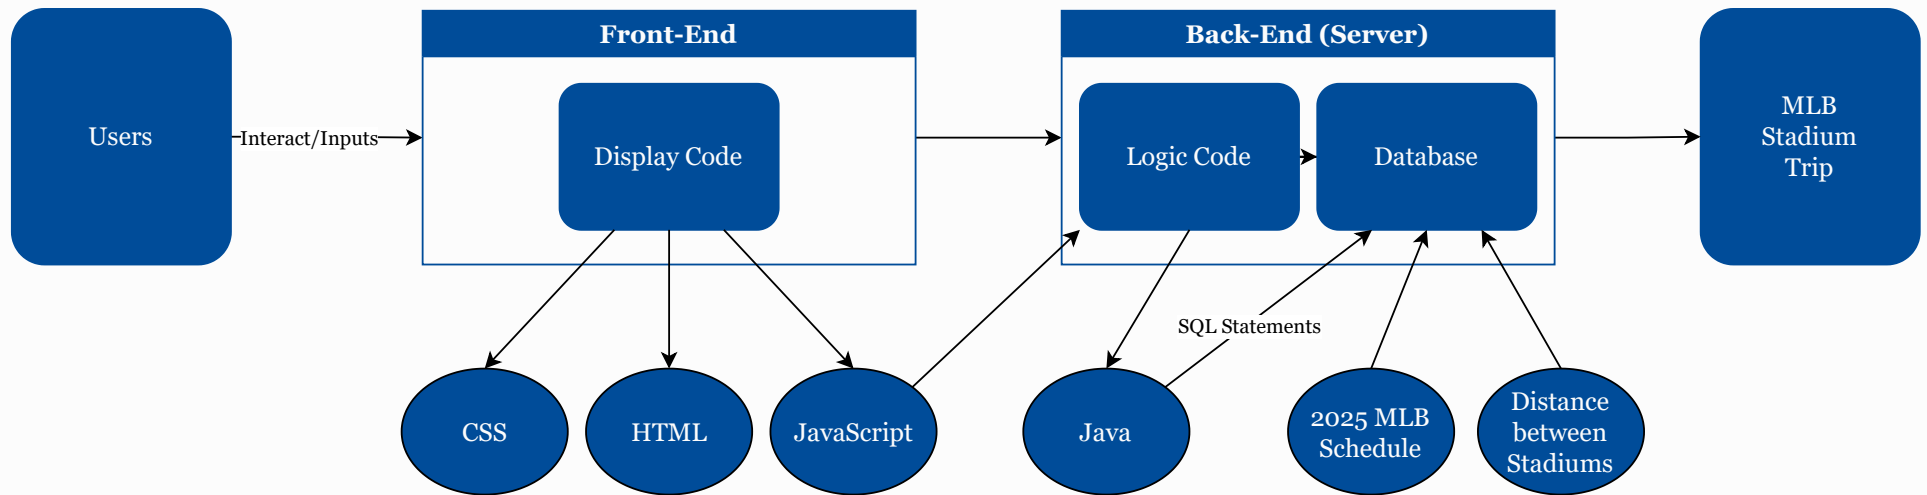 Front-End
Back-End (Server)
Users
Interact/Inputs
Display Code
Logic Code
Database
MLB
Stadium
Trip
SQL Statements
CSS
HTML
JavaScript
Java
2025 MLB
Schedule
Distance
between
Stadiums